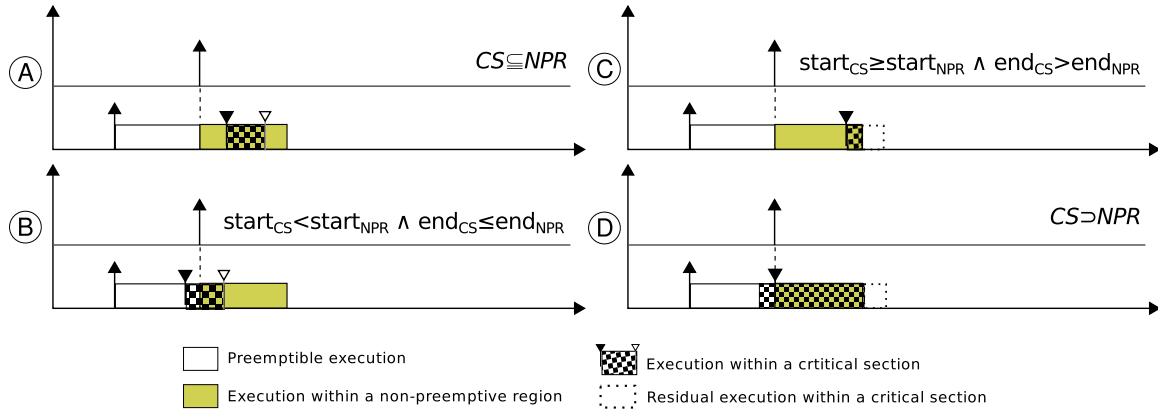 A
CS⫅NPR
B
start_CS<start_NPR ∧ end_CS≤end_NPR
C
start_CS≥start_NPR ∧ end_CS>end_NPR
D
CS⊃NPR
Preemptible execution
Execution within a non-preemptive region
Execution within a crtitical section
Residual execution within a crtitical section